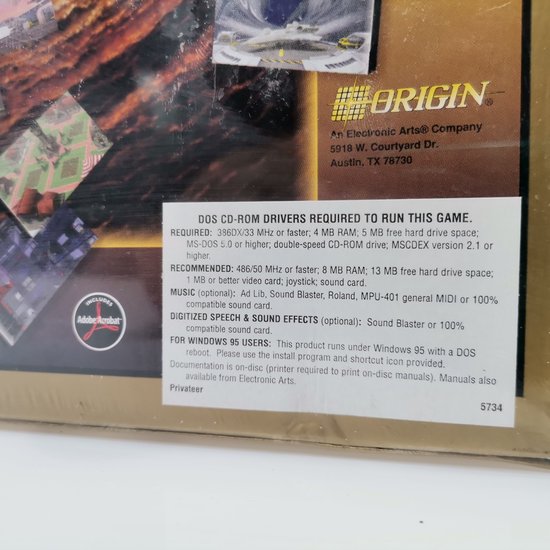 ORIGIN®
An Electronic Arts® Company
5918 W. Courtyard Dr.
Austin, TX 78730
DOS CD-ROM DRIVERS REQUIRED TO RUN THIS GAME.
REQUIRED: 386DX/33 MHz or faster; 4 MB RAM; 5 MB free hard drive space;
MS-DOS 5.0 or higher; double-speed CD-ROM drive; MSCDEX version 2.1 or
higher.
RECOMMENDED: 486/50 MHz or faster; 8 MB RAM; 13 MB free hard drive space;
1 MB or better video card; joystick; sound card.
MUSIC (optional): Ad Lib, Sound Blaster, Roland, MPU-401 general MIDI or 100%
compatible sound card.
DIGITIZED SPEECH & SOUND EFFECTS (optional): Sound Blaster or 100%
compatible sound card.
FOR WINDOWS 95 USERS: This product runs under Windows 95 with a DOS
reboot. Please use the install program and shortcut icon provided.
Documentation is on-disc (printer required to print on-disc manuals). Manuals also
available from Electronic Arts.
Privateer
5734
INCLUDES
Adobe Acrobat